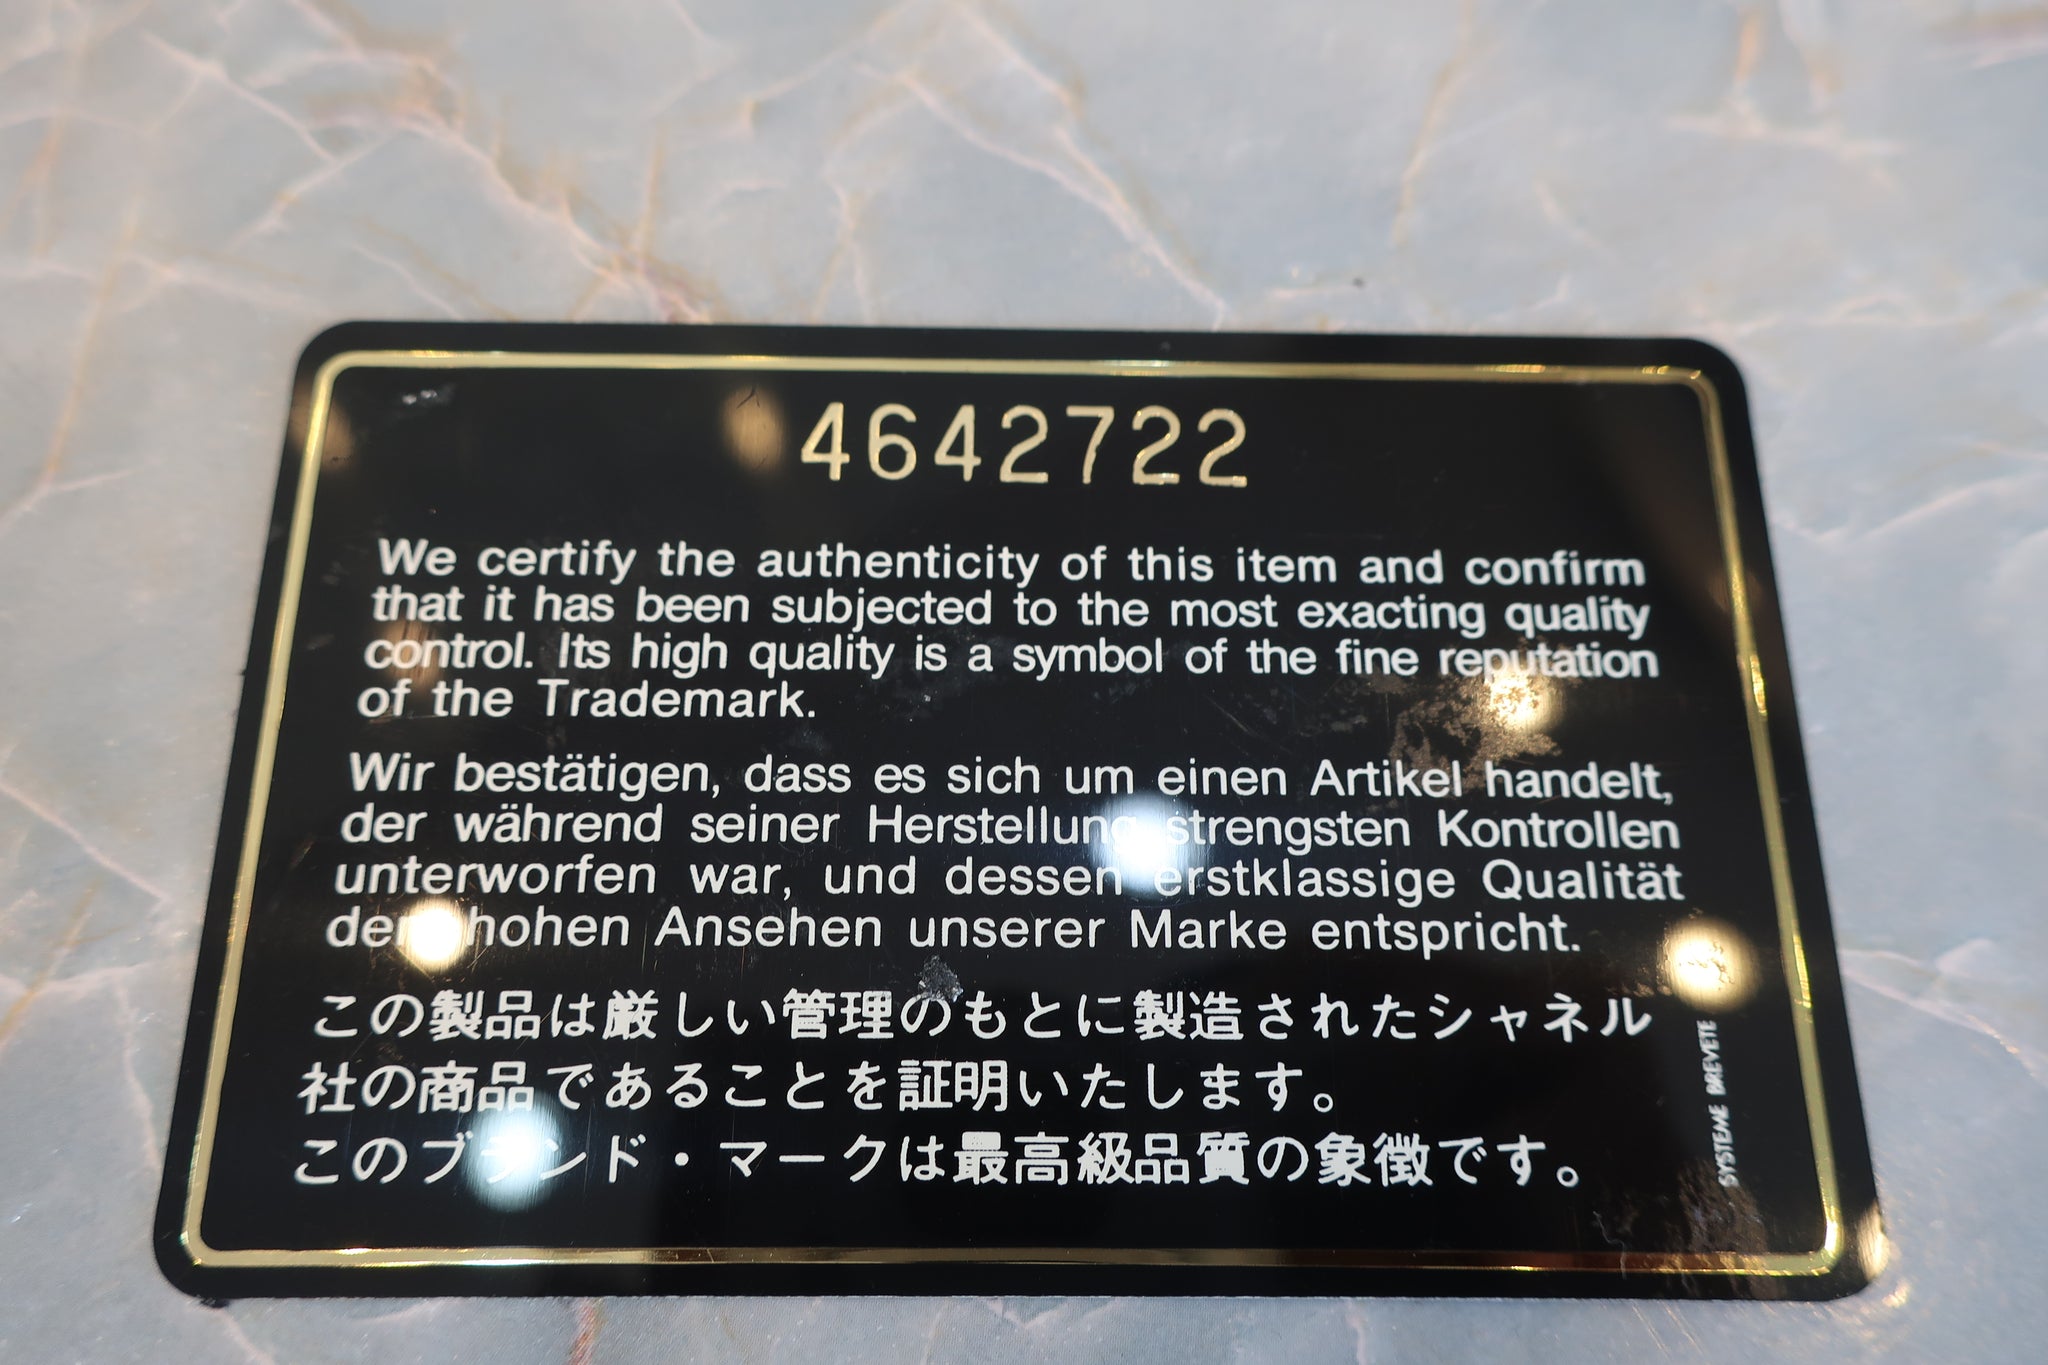 4642722
We certify the authenticity of this item and confirm
that it has been subjected to the most exacting quality
control. Its high quality is a symbol of the fine reputation
of the Trademark.
Wir bestätigen, dass es sich um einen Artikel handelt,
der während seiner Herstellung strengsten Kontrollen
unterworfen war, und dessen erstklassige Qualität
dem hohen Ansehen unserer Marke entspricht.
この製品は厳しい管理のもとに製造されたシャネル
社の商品であることを証明いたします。
このブランド・マークは最高級品質の象徴です。
SYSTEME BREVETE